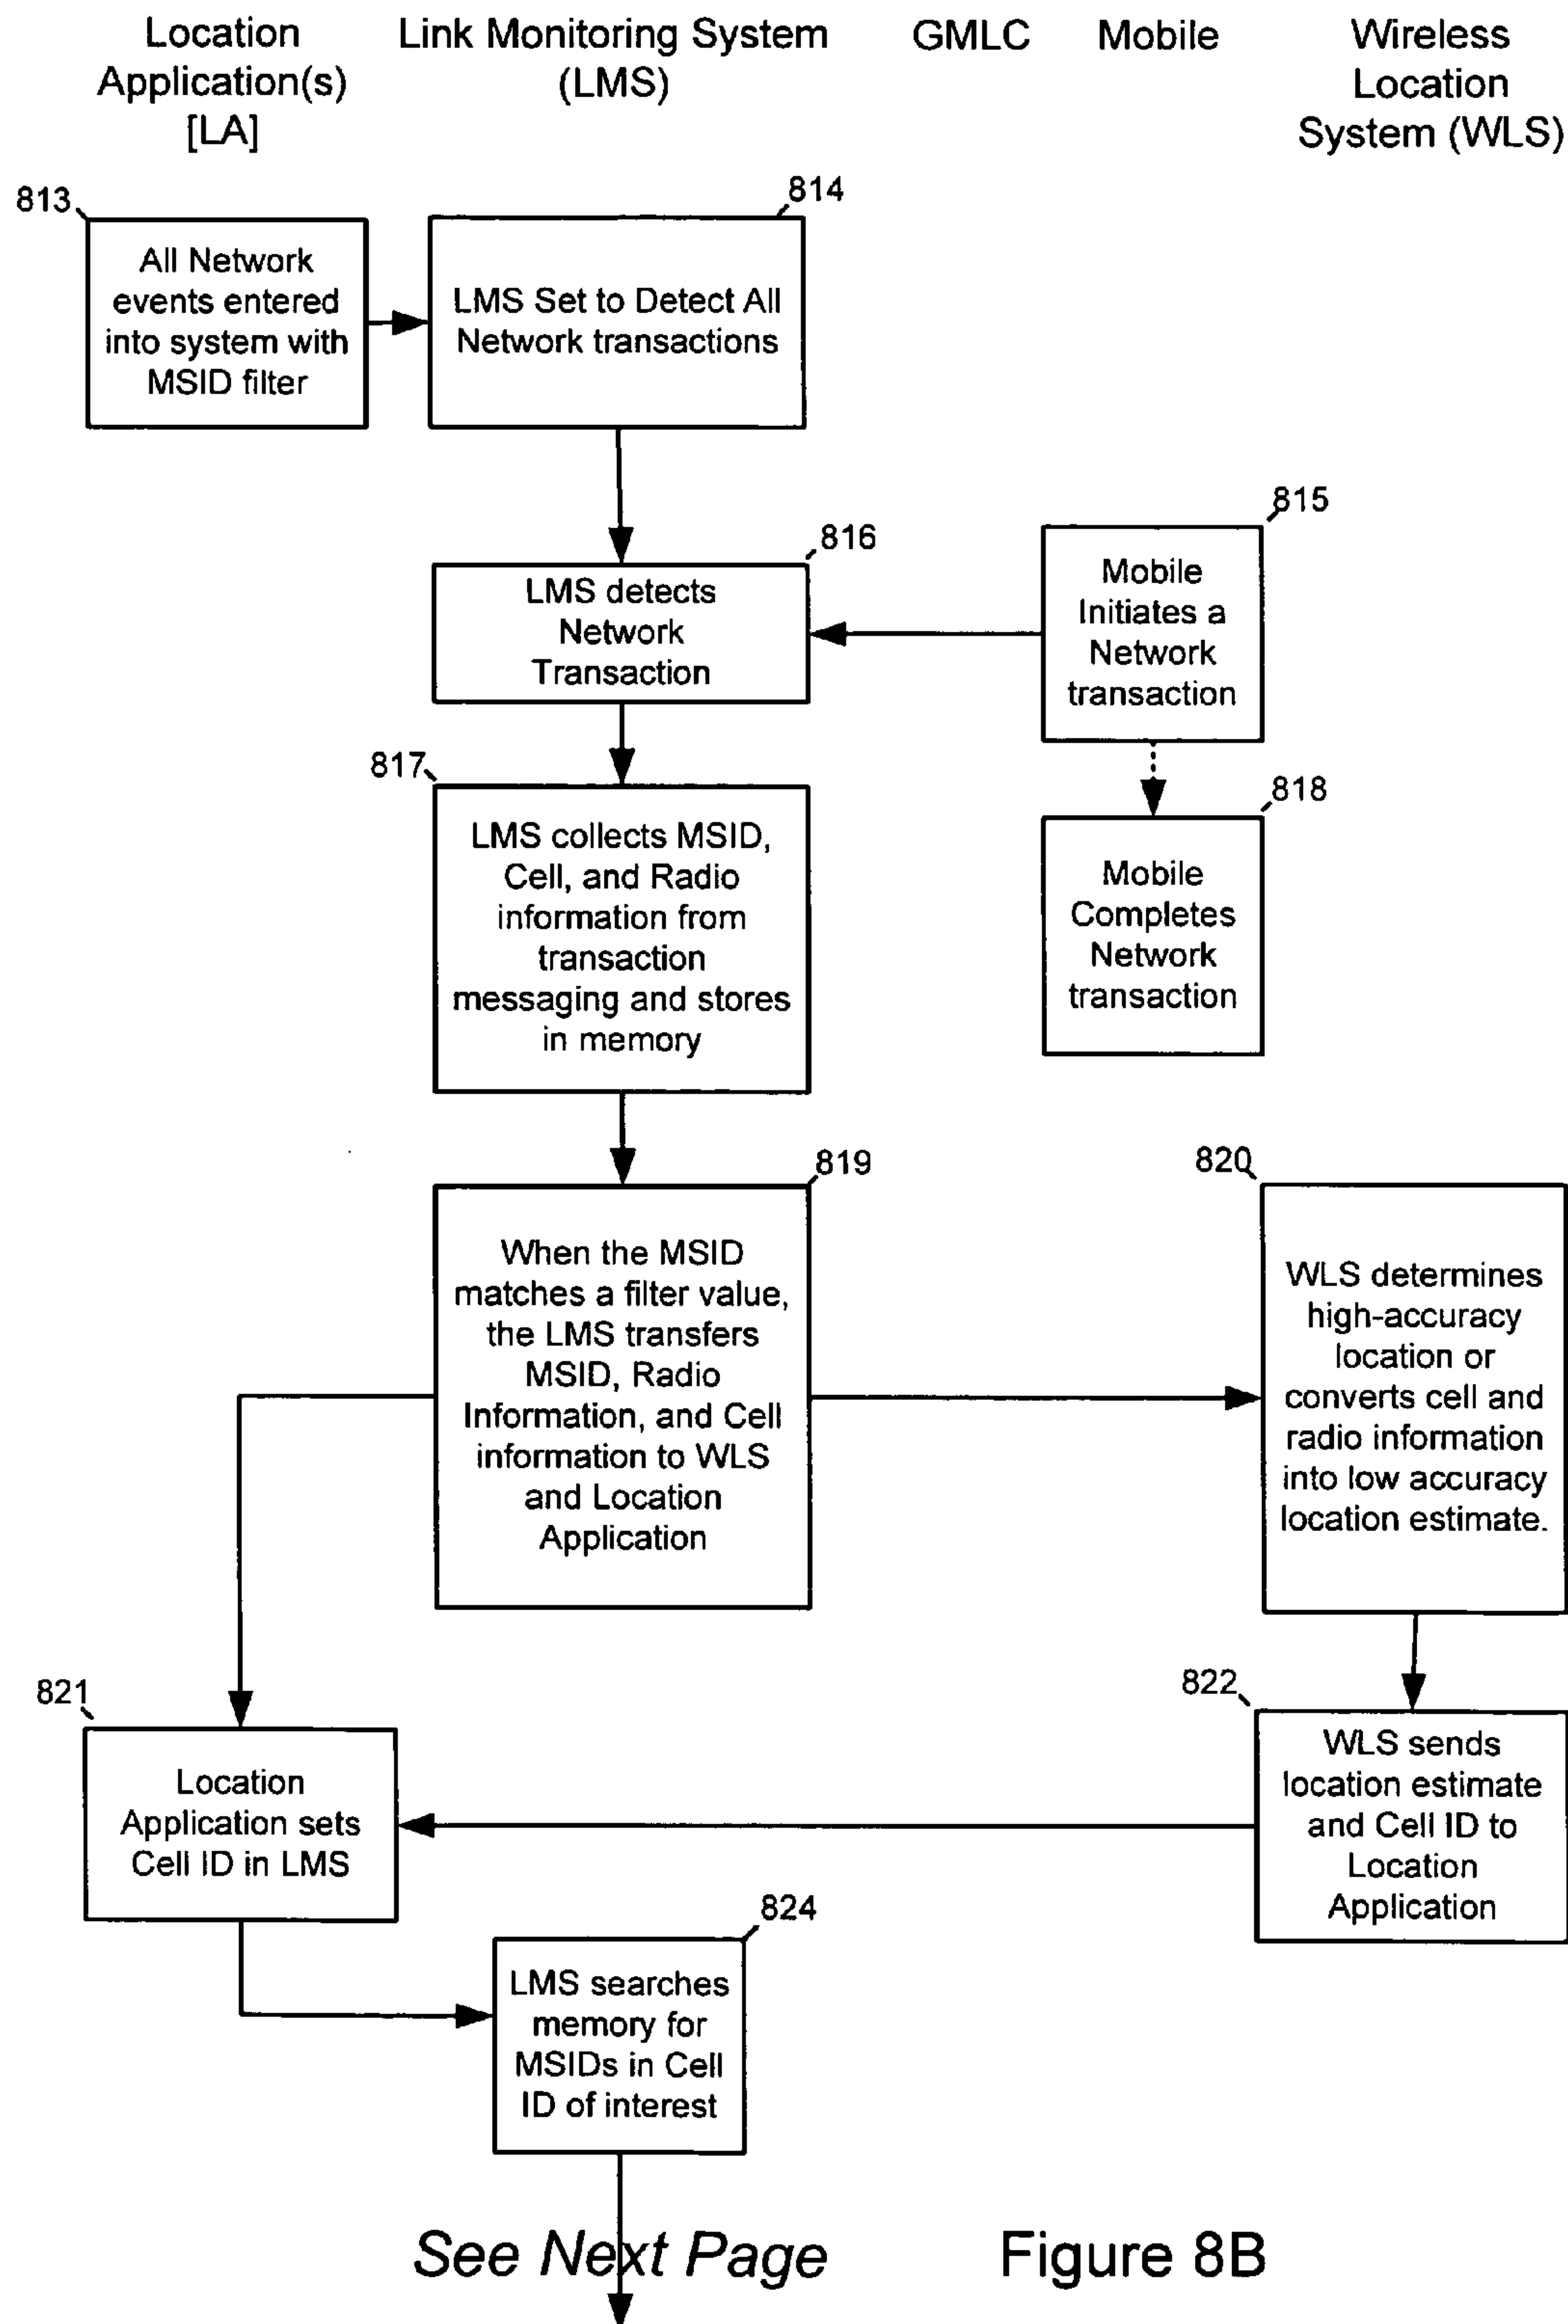 Location
Application(s)
[LA]
Link Monitoring System
(LMS)
GMLC
Mobile
Wireless
Location
System (WLS)
813
All Network
events entered
into system with
MSID filter
814
LMS Set to Detect All
Network transactions
815
Mobile
Initiates a
Network
transaction
816
LMS detects
Network
Transaction
817
LMS collects MSID,
Cell, and Radio
information from
transaction
messaging and stores
in memory
818
Mobile
Completes
Network
transaction
819
When the MSID
matches a filter value,
the LMS transfers
MSID, Radio
Information, and Cell
information to WLS
and Location
Application
820
WLS determines
high-accuracy
location or
converts cell and
radio information
into low accuracy
location estimate.
821
Location
Application sets
Cell ID in LMS
822
WLS sends
location estimate
and Cell ID to
Location
Application
824
LMS searches
memory for
MSIDs in Cell
ID of interest
See Next Page
Figure 8B